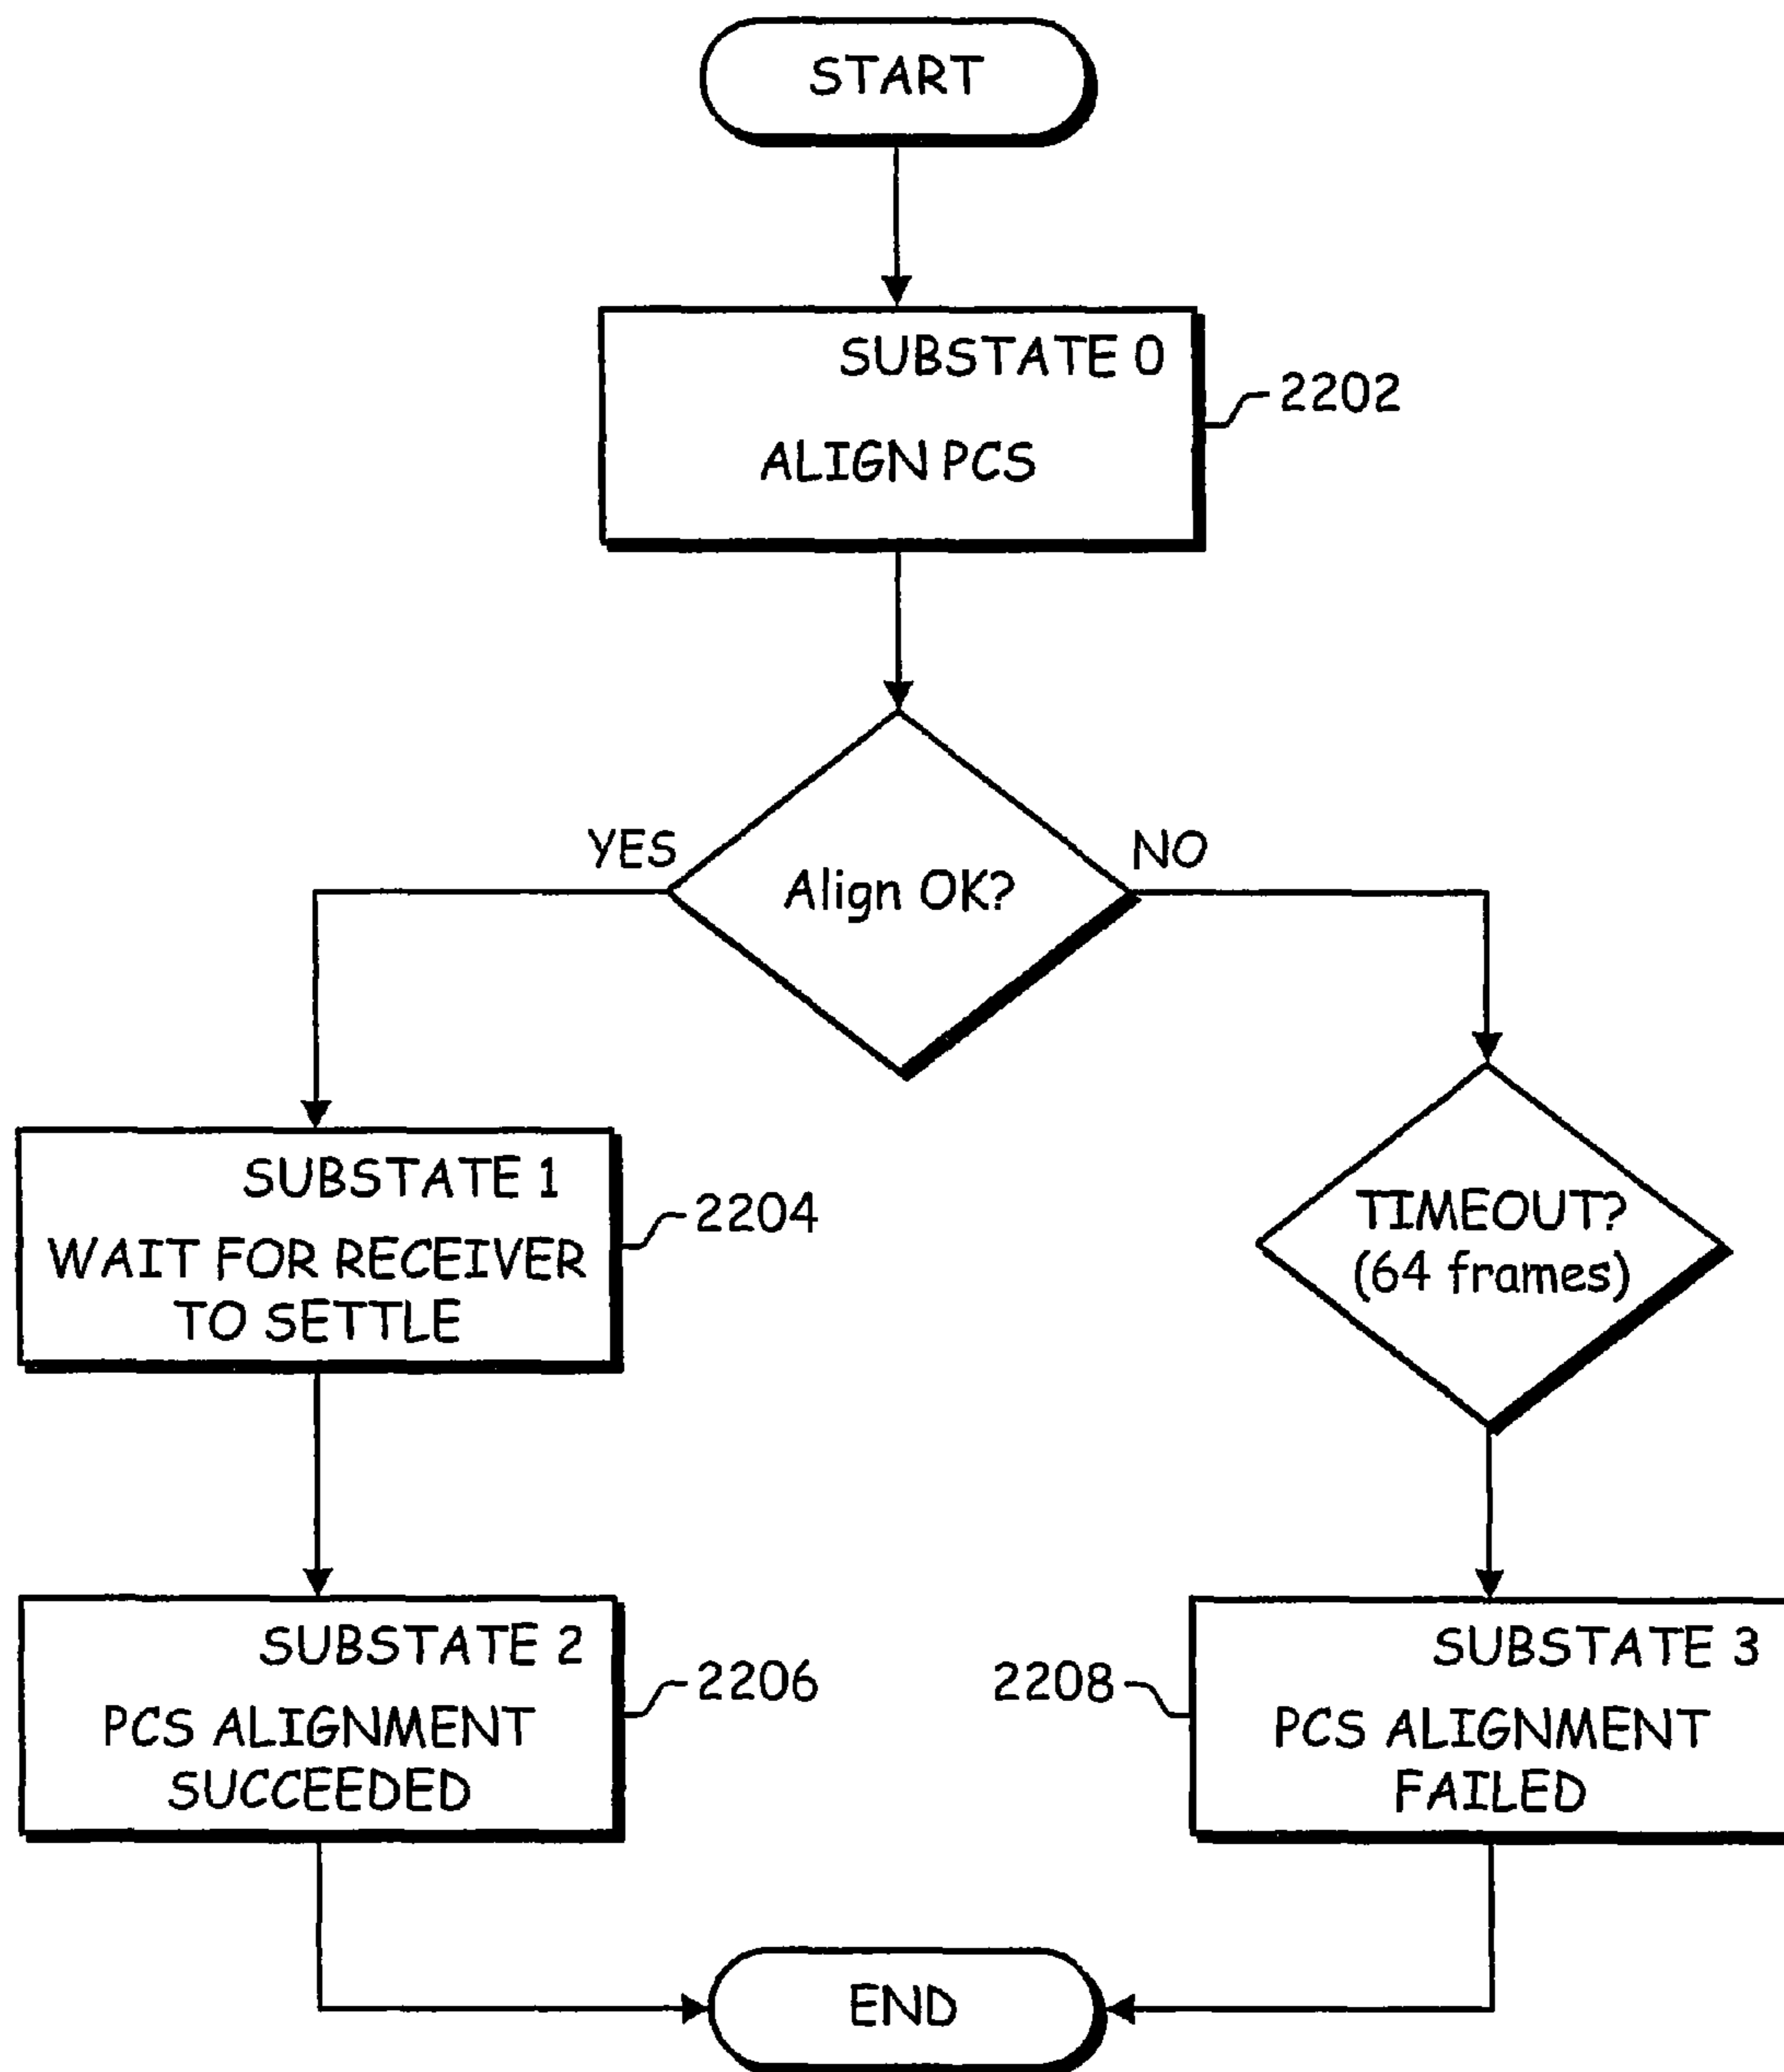 START
SUBSTATE 0
ALIGN PCS
2202
YES
NO
Align OK?
SUBSTATE 1
WAIT FOR RECEIVER
TO SETTLE
2204
TIMEOUT?
(64 frames)
SUBSTATE 2
PCS ALIGNMENT
SUCCEEDED
2206
2208
SUBSTATE 3
PCS ALIGNMENT
FAILED
END